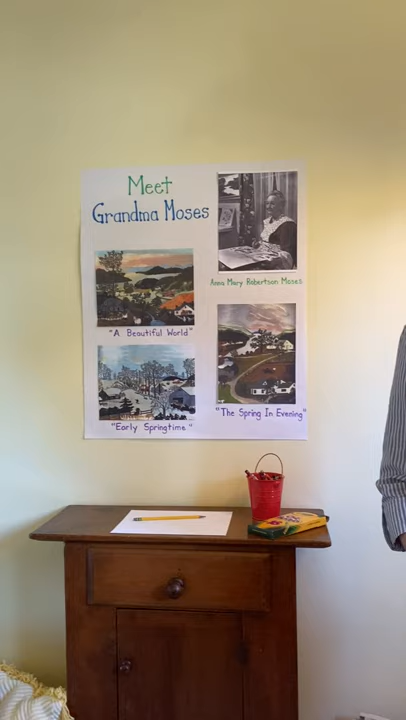 Meet
Grandma Moses
Anna Mary Robertson Moses
"A Beautiful World"
"The Spring In Evening"
"Early Springtime"